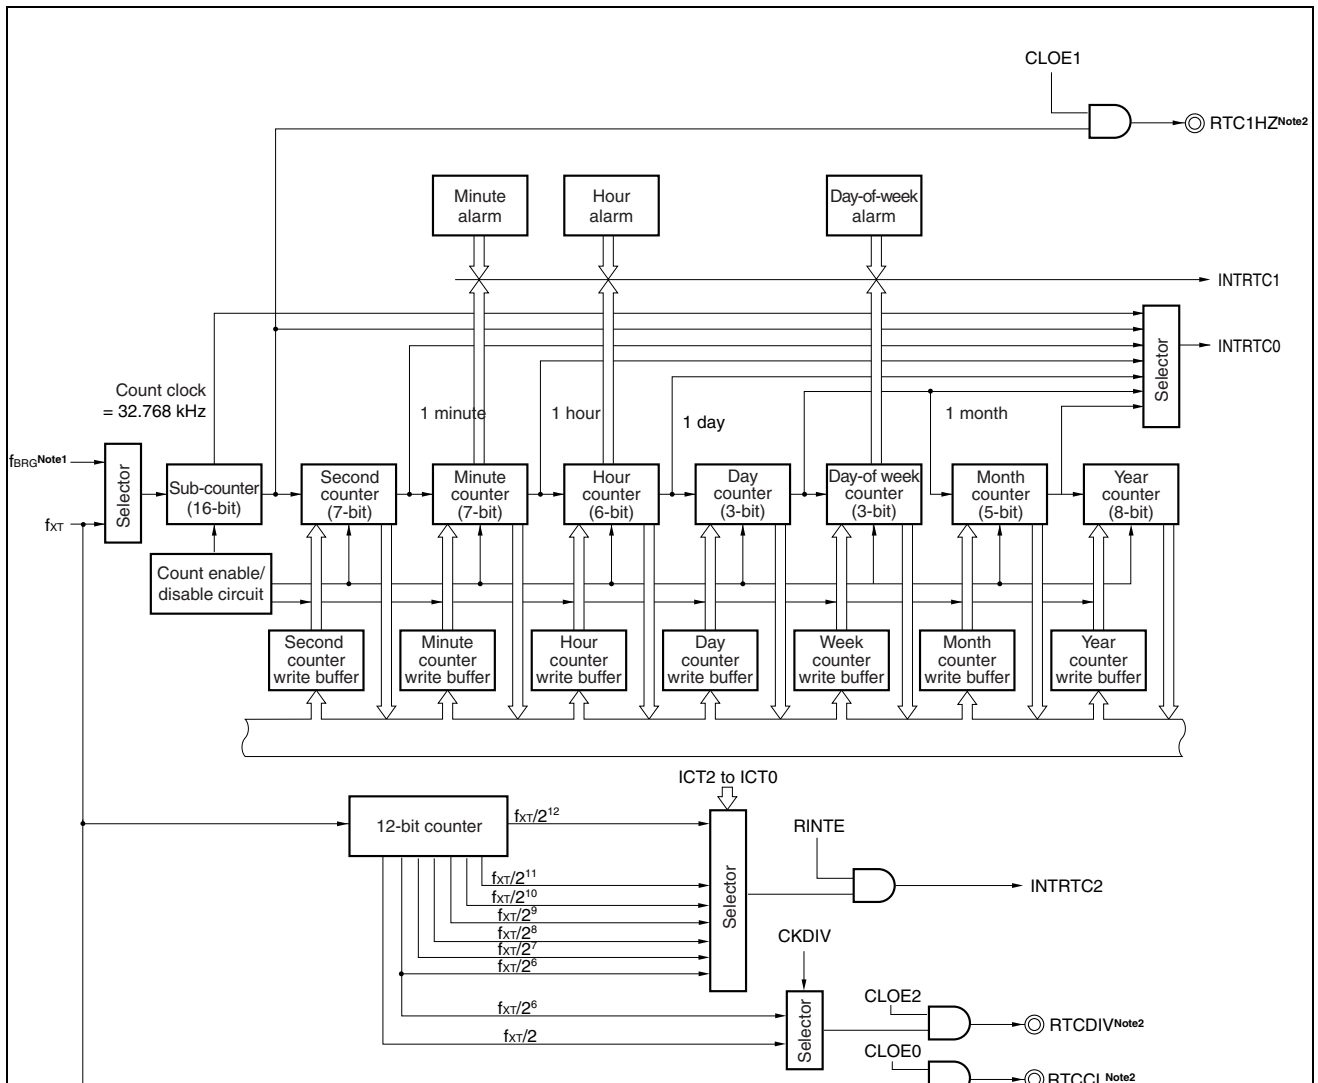 CLOE1
RTC1HZNote2
Minute
alarm
Hour
alarm
Day-of-week
alarm
INTRTC1
INTRTC0
Selector
Count clock
= 32.768 kHz
1 minute
1 hour
1 day
1 month
fBRGNote1
fXT
Selector
Sub-counter
(16-bit)
Second
counter
(7-bit)
Minute
counter
(7-bit)
Hour
counter
(6-bit)
Day
counter
(3-bit)
Day-of week
counter
(3-bit)
Month
counter
(5-bit)
Year
counter
(8-bit)
Count enable/
disable circuit
Second
counter
write buffer
Minute
counter
write buffer
Hour
counter
write buffer
Day
counter
write buffer
Week
counter
write buffer
Month
counter
write buffer
Year
counter
write buffer
ICT2 to ICT0
12-bit counter
fXT/2¹²
fXT/2¹¹
fXT/2¹⁰
fXT/2⁹
fXT/2⁸
fXT/2⁷
fXT/2⁶
Selector
RINTE
INTRTC2
CKDIV
fXT/2⁶
fXT/2
Selector
CLOE2
RTCDIVNote2
CLOE0
RTCCLNote2